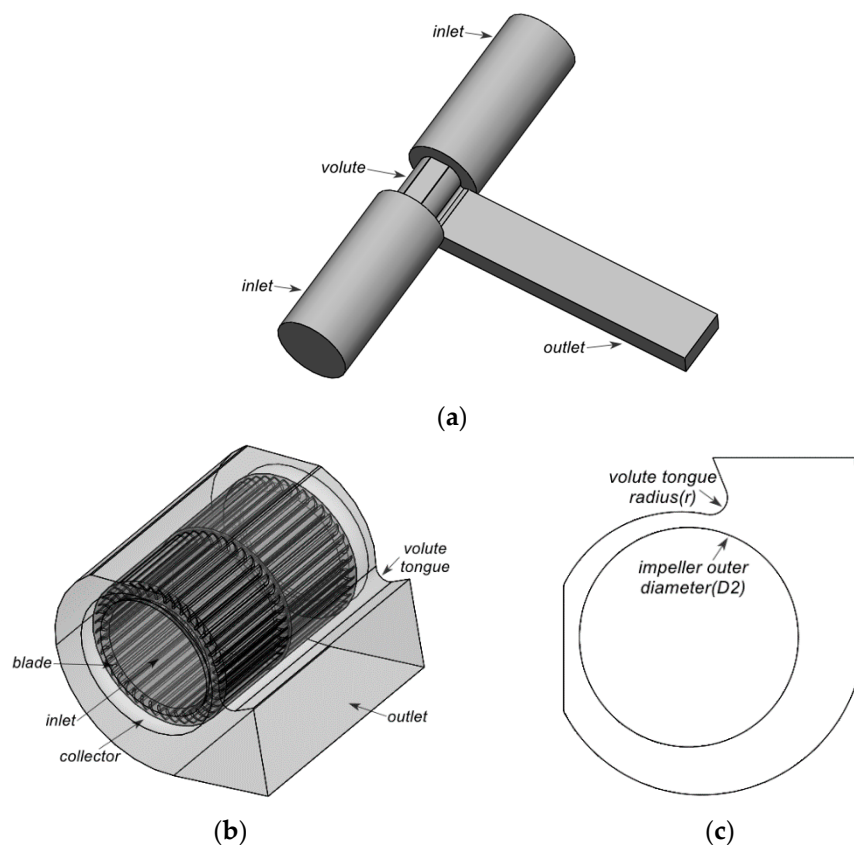 inlet
volute
inlet
outlet
(a)
volute
tongue
blade
inlet
collector
outlet
(b)
volute tongue
radius(r)
impeller outer
diameter(D2)
(c)